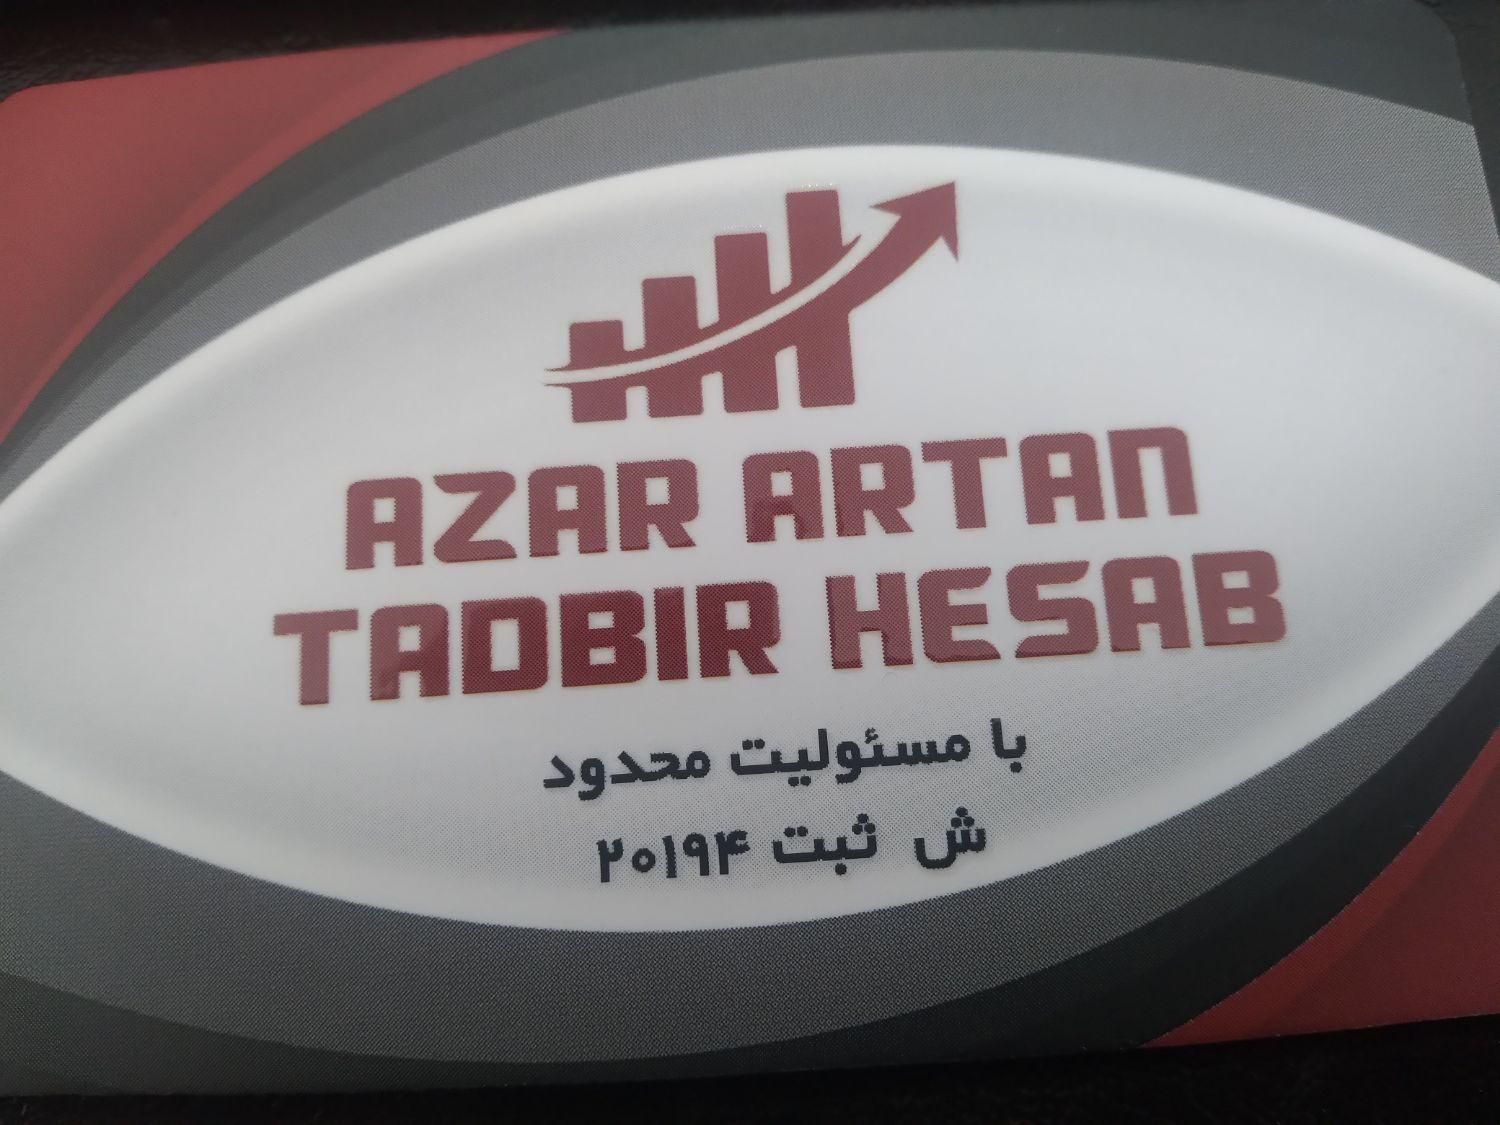 AZAR ARTAN
TADBIR HESAB
با مسئولیت محدود
ش ثبت ۲۰۱۹۴